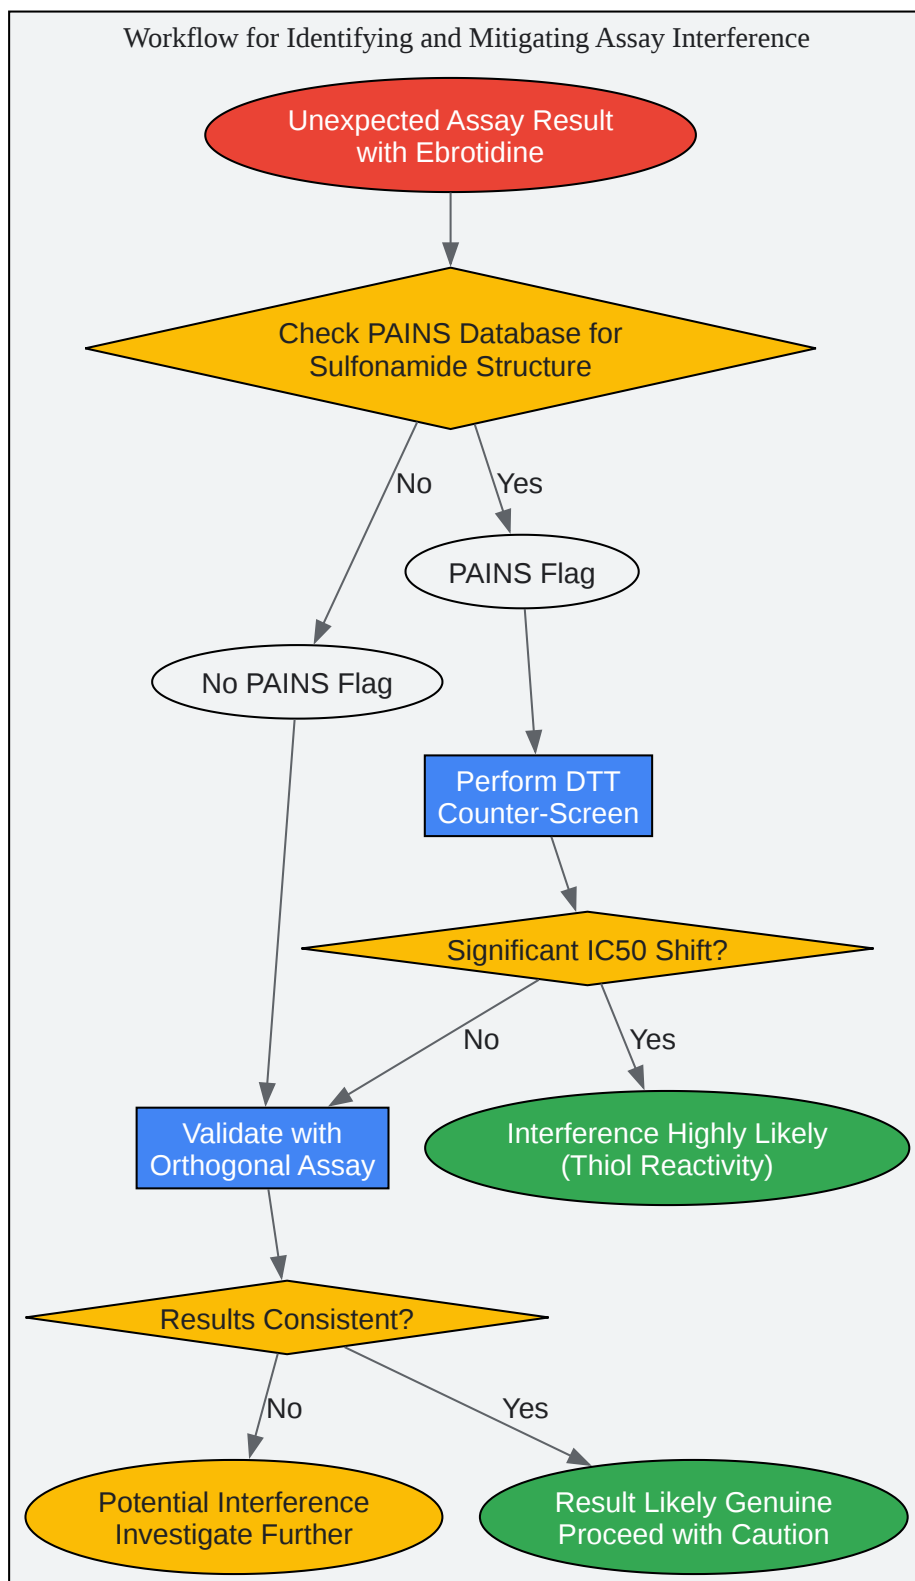 Workflow for Identifying and Mitigating Assay Interference
Unexpected Assay Result
with Ebrotidine
Check PAINS Database for
Sulfonamide Structure
No
Yes
PAINS Flag
No PAINS Flag
Perform DTT
Counter-Screen
Significant IC50 Shift?
No
Yes
Validate with
Orthogonal Assay
Interference Highly Likely
(Thiol Reactivity)
Results Consistent?
No
Yes
Potential Interference
Investigate Further
Result Likely Genuine
Proceed with Caution